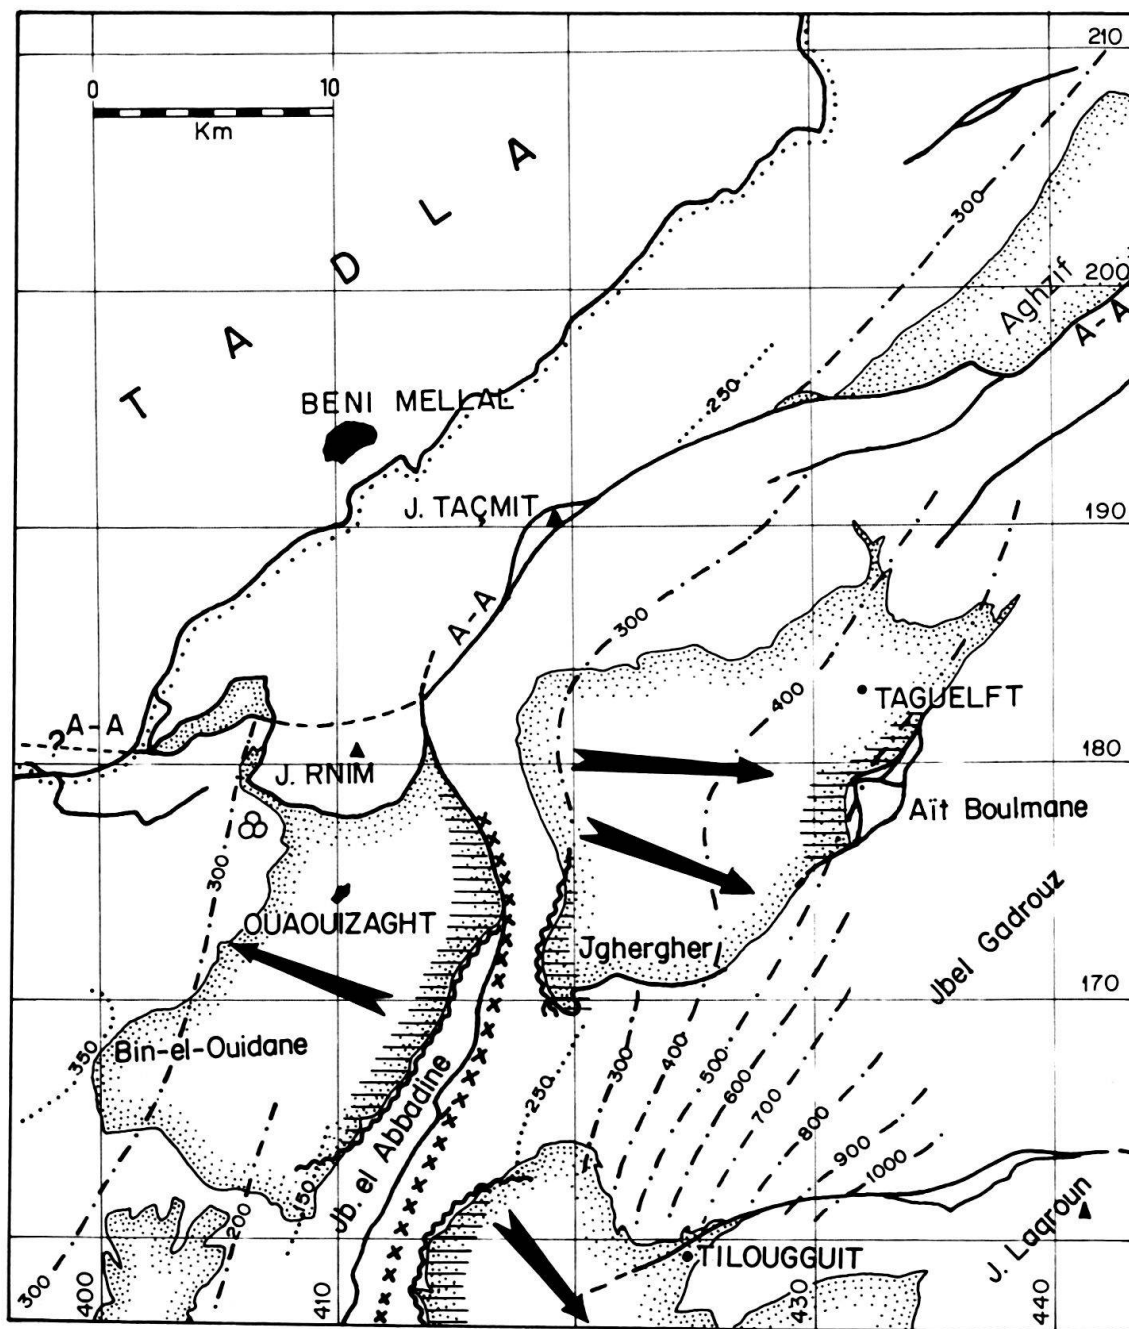 210
0 10
Km
TADLA
300
Aghzif
200
A-A
250
BENI MELLAL
J. TAÇMIT
190
A-A
300
400
TAGUELFT
A-A
?
J. RNIM
180
Aït Boulmane
300
OUAOUIZAGHT
Jghergher
Jbel Gadrouz
170
350
Bin-el-Ouidane
Jb. el Abbadine
250
300
400
500
600
700
800
900
1000
150
200
300
TILOUGGUIT
J. Laqroun
400
410
430
440